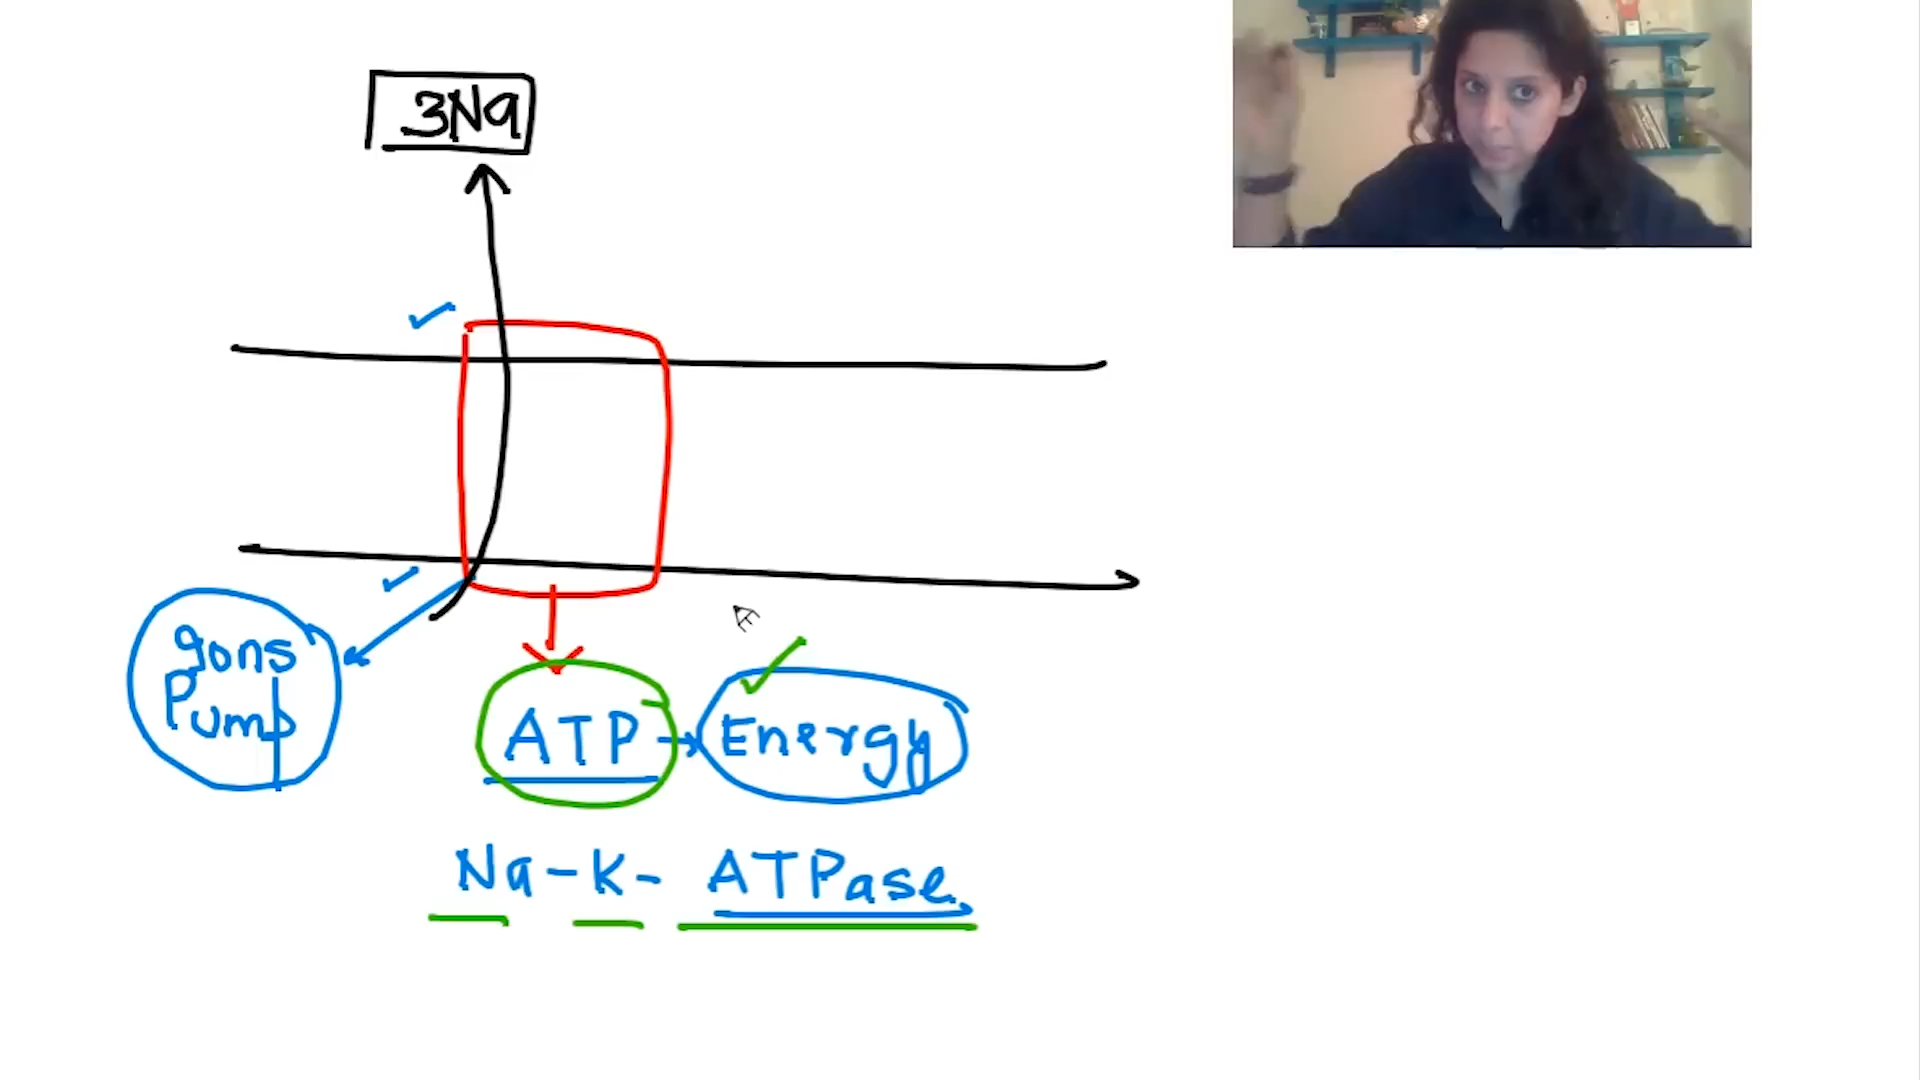 3Na
Ions
Pump
ATP
Energy
Na-K- ATPase